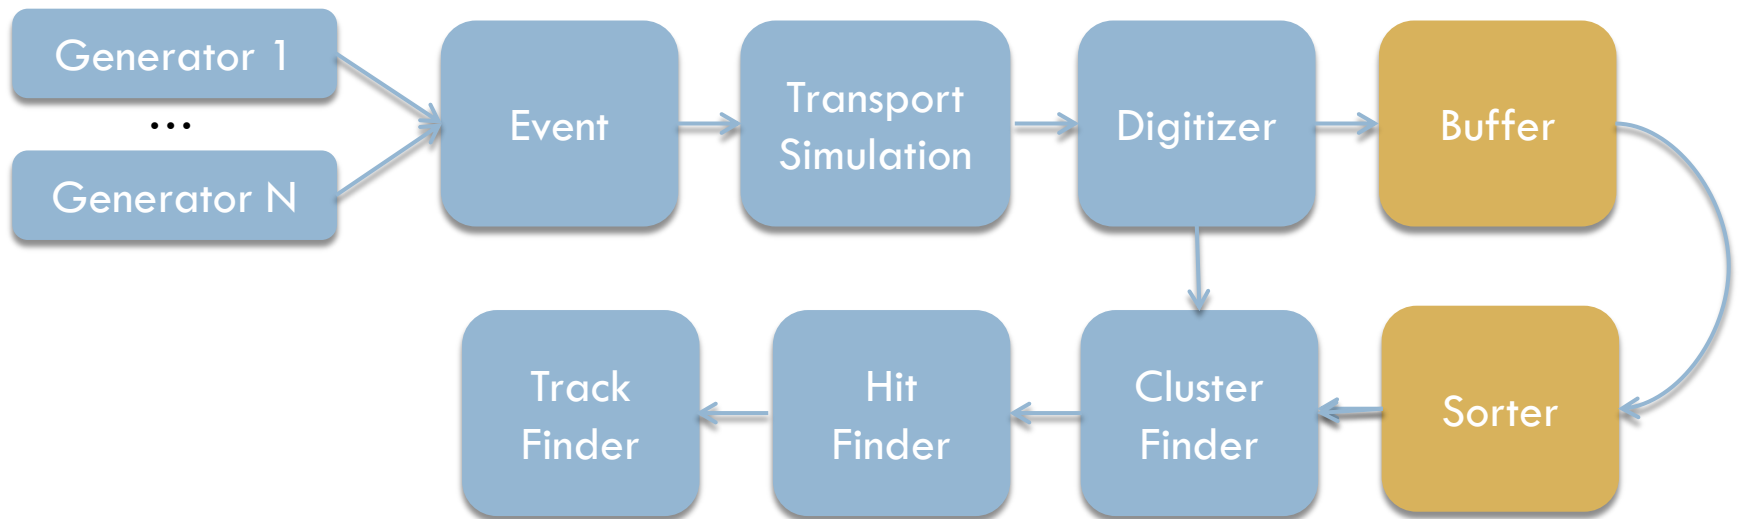 Generator 1
...
Generator N
Event
Transport
Simulation
Digitizer
Buffer
Track
Finder
Hit
Finder
Cluster
Finder
Sorter